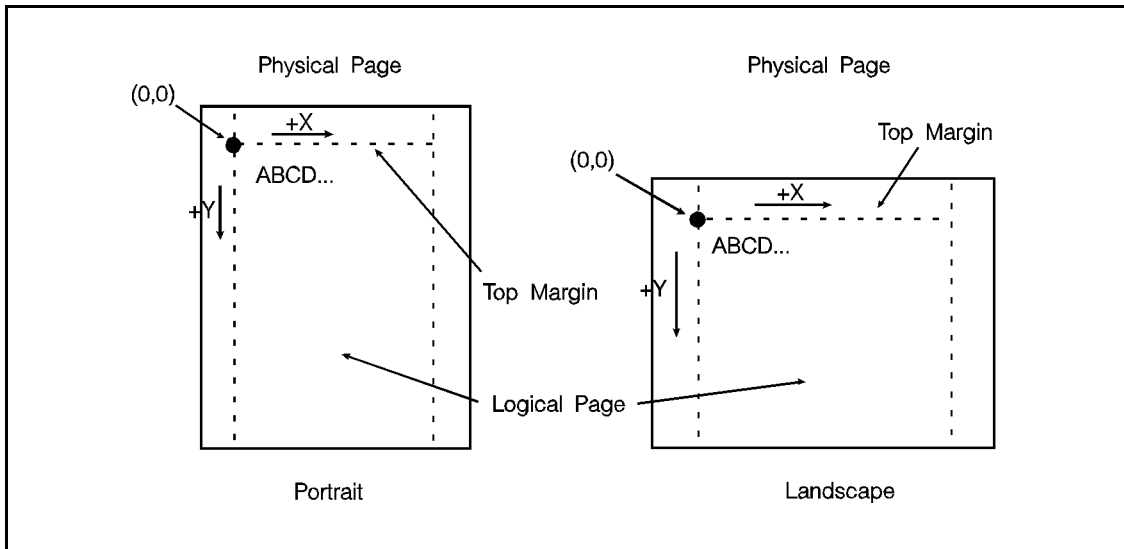 Physical Page
Physical Page
(0,0)
+X
ABCD...
+Y
Top Margin
Top Margin
(0,0)
+X
ABCD...
+Y
Logical Page
Portrait
Landscape